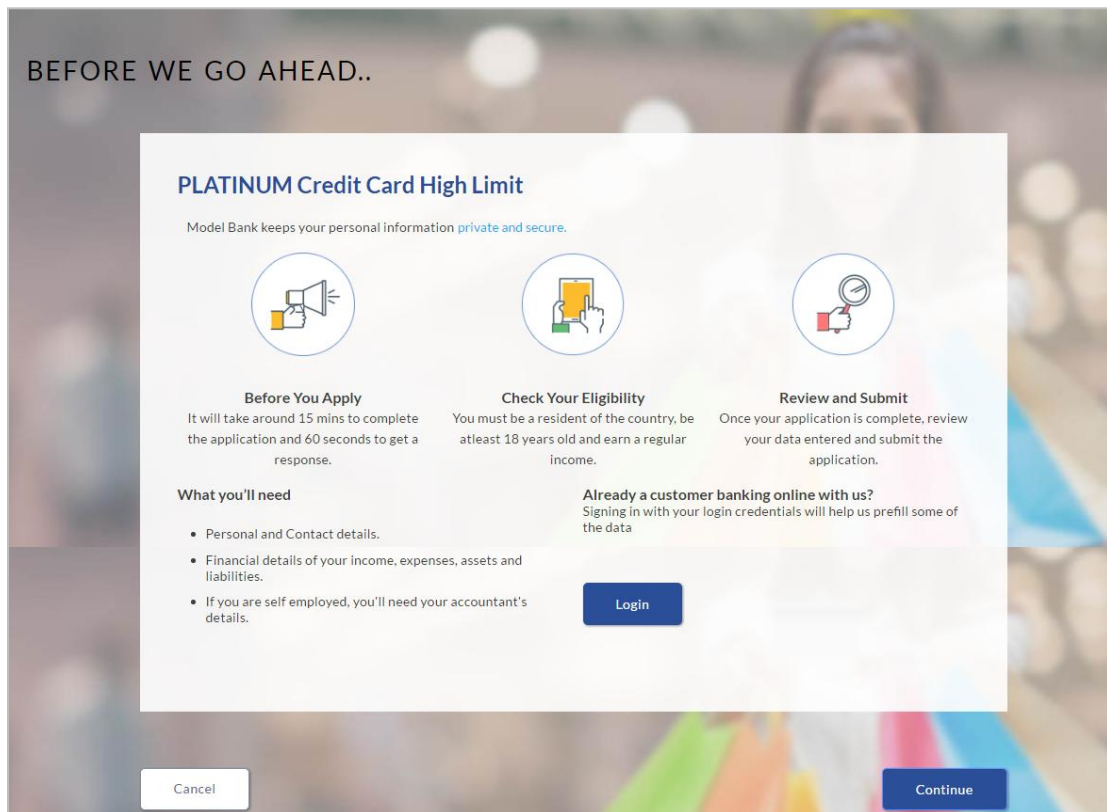 BEFORE WE GO AHEAD..
PLATINUM Credit Card High Limit
Model Bank keeps your personal information private and secure.
Before You Apply
It will take around 15 mins to complete
the application and 60 seconds to get a
response.
Check Your Eligibility
You must be a resident of the country, be
atleast 18 years old and earn a regular
income.
Review and Submit
Once your application is complete, review
your data entered and submit the
application.
What you'll need
• Personal and Contact details.
• Financial details of your income, expenses, assets and
liabilities.
• If you are self employed, you'll need your accountant's
details.
Already a customer banking online with us?
Signing in with your login credentials will help us prefill some of
the data
Login
Cancel
Continue